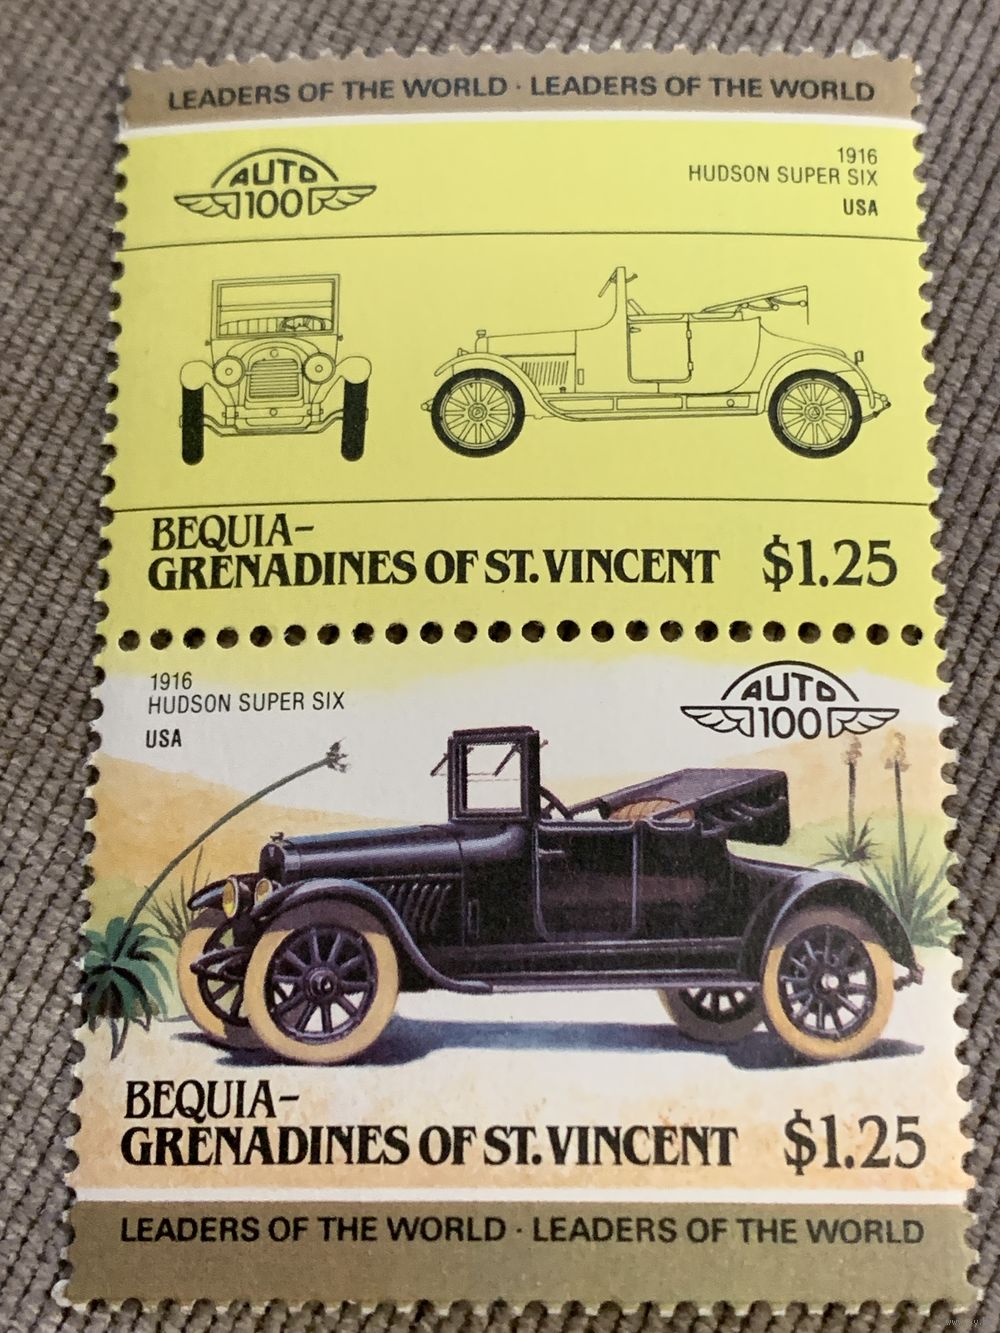 LEADERS OF THE WORLD · LEADERS OF THE WORLD
AUTO
100
1916
HUDSON SUPER SIX
USA
BEQUIA–
GRENADINES OF ST. VINCENT $1.25
1916
HUDSON SUPER SIX
USA
AUTO
100
BEQUIA–
GRENADINES OF ST. VINCENT $1.25
LEADERS OF THE WORLD · LEADERS OF THE WORLD